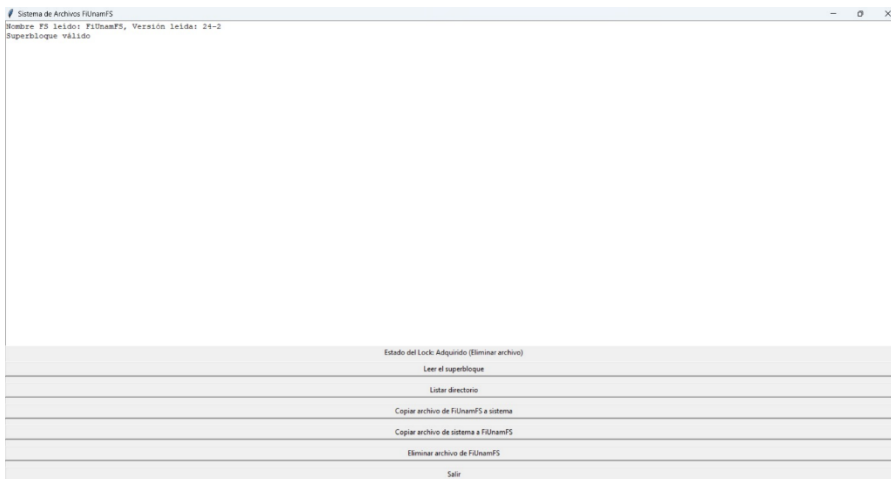 Sistema de Archivos FiUnamFS
Nombre FS leído: FiUnamFS, Versión leída: 24-2
Superbloque válido
Estado del Lock: Adquirido (Eliminar archivo)
Leer el superbloque
Listar directorio
Copiar archivo de FiUnamFS a sistema
Copiar archivo de sistema a FiUnamFS
Eliminar archivo de FiUnamFS
Salir